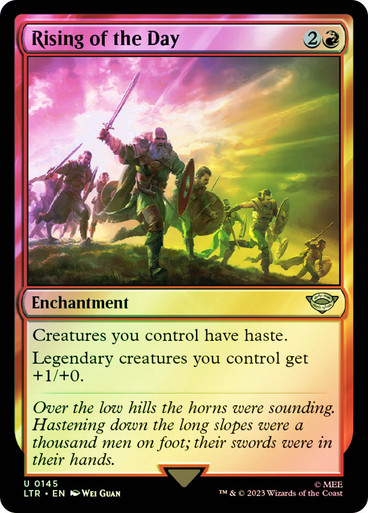 Rising of the Day 2
Enchantment
Creatures you control have haste.
Legendary creatures you control get
+1/+0.
Over the low hills the horns were sounding.
Hastening down the long slopes were a
thousand men on foot; their swords were in
their hands.
U 0145
LTR • EN Wei Guan
© MEE
™ & © 2023 Wizards of the Coast